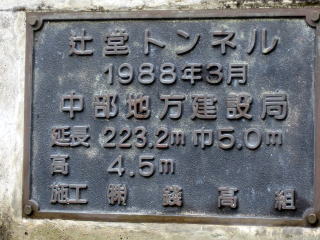 辻堂トンネル
1988年3月
中部地方建設局
延長 223.2m 巾5.0m
高 4.5m
施工 ㈱ 銭高組